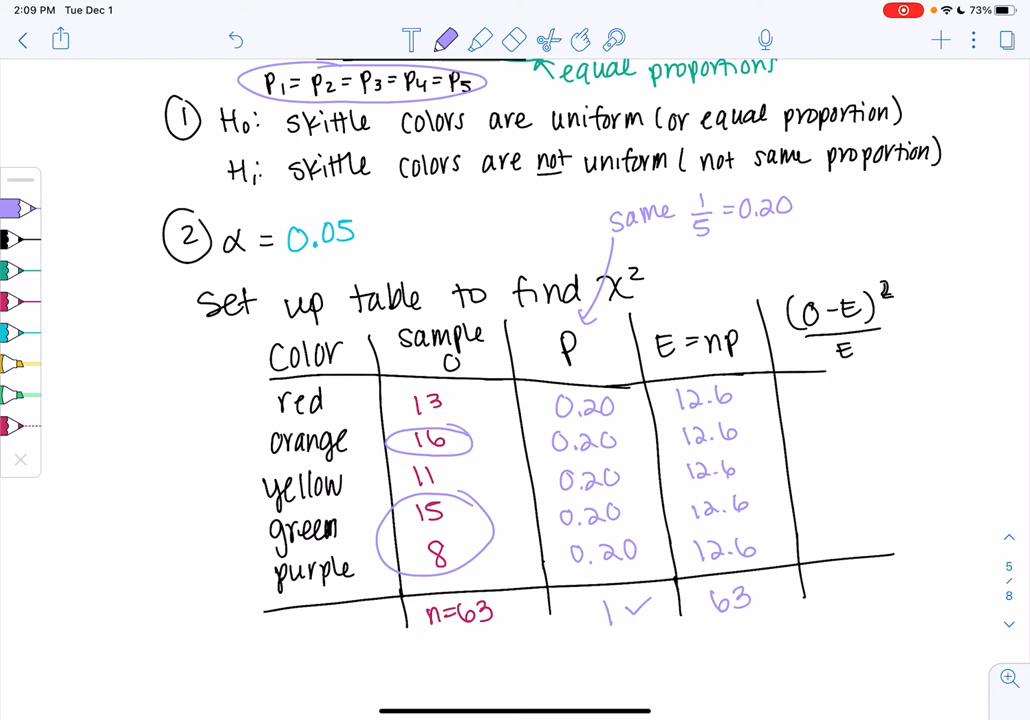 2:09 PM Tue Dec 1
73%
equal proportions
P₁ = P₂ = P₃ = P₄ = P₅
① H₀: skittle colors are uniform (or equal proportion)
H₁: skittle colors are not uniform (not same proportion)
same 1/5 = 0.20
② α = 0.05
Set up table to find χ²
Color sample O P E = np (O-E)²/E
red 13 0.20 12.6
orange 16 0.20 12.6
yellow 11 0.20 12.6
green 15 0.20 12.6
purple 8 0.20 12.6
n=63 1 ✓ 63
5
/
8